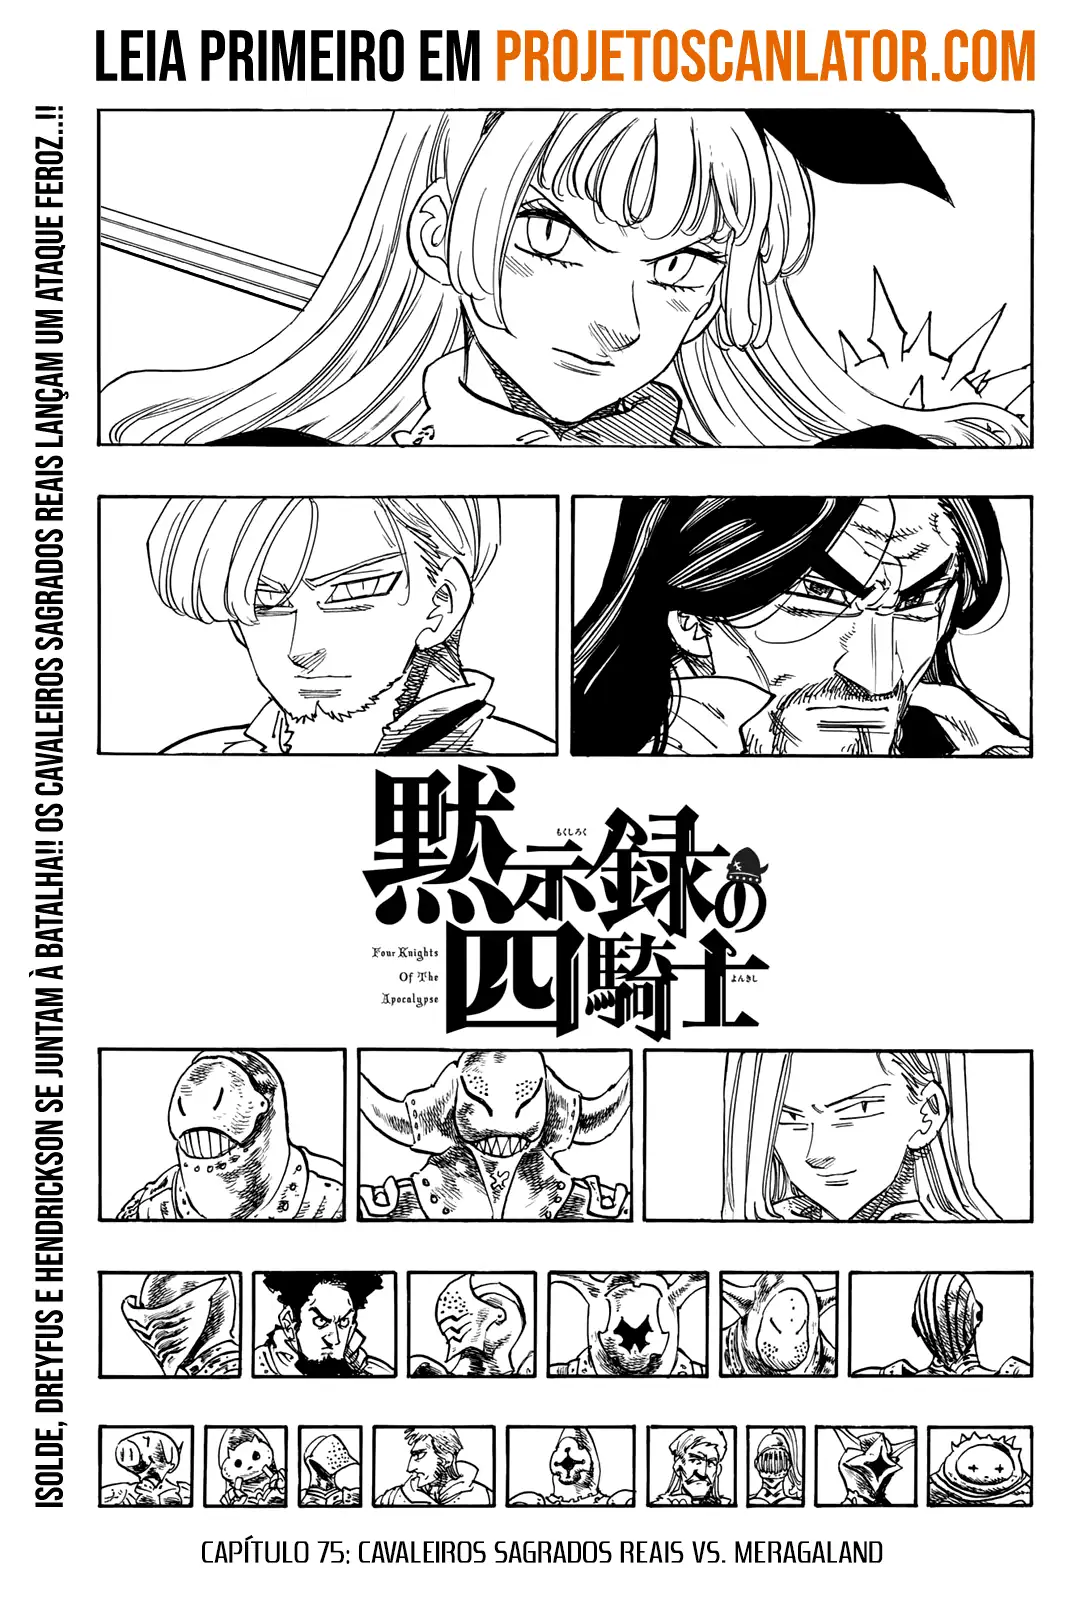 LEIA PRIMEIRO EM PROJETOSCANLATOR.COM
ISOLDE, DREYFUS E HENDRICKSON SE JUNTAM À BATALHA!! OS CAVALEIROS SAGRADOS REAIS LANÇAM UM ATAQUE FEROZ..!!
もくしろく
黙示録の
四騎士
よんきし
Four Knights
Of The
Apocalypse
CAPÍTULO 75: CAVALEIROS SAGRADOS REAIS VS. MERAGALAND